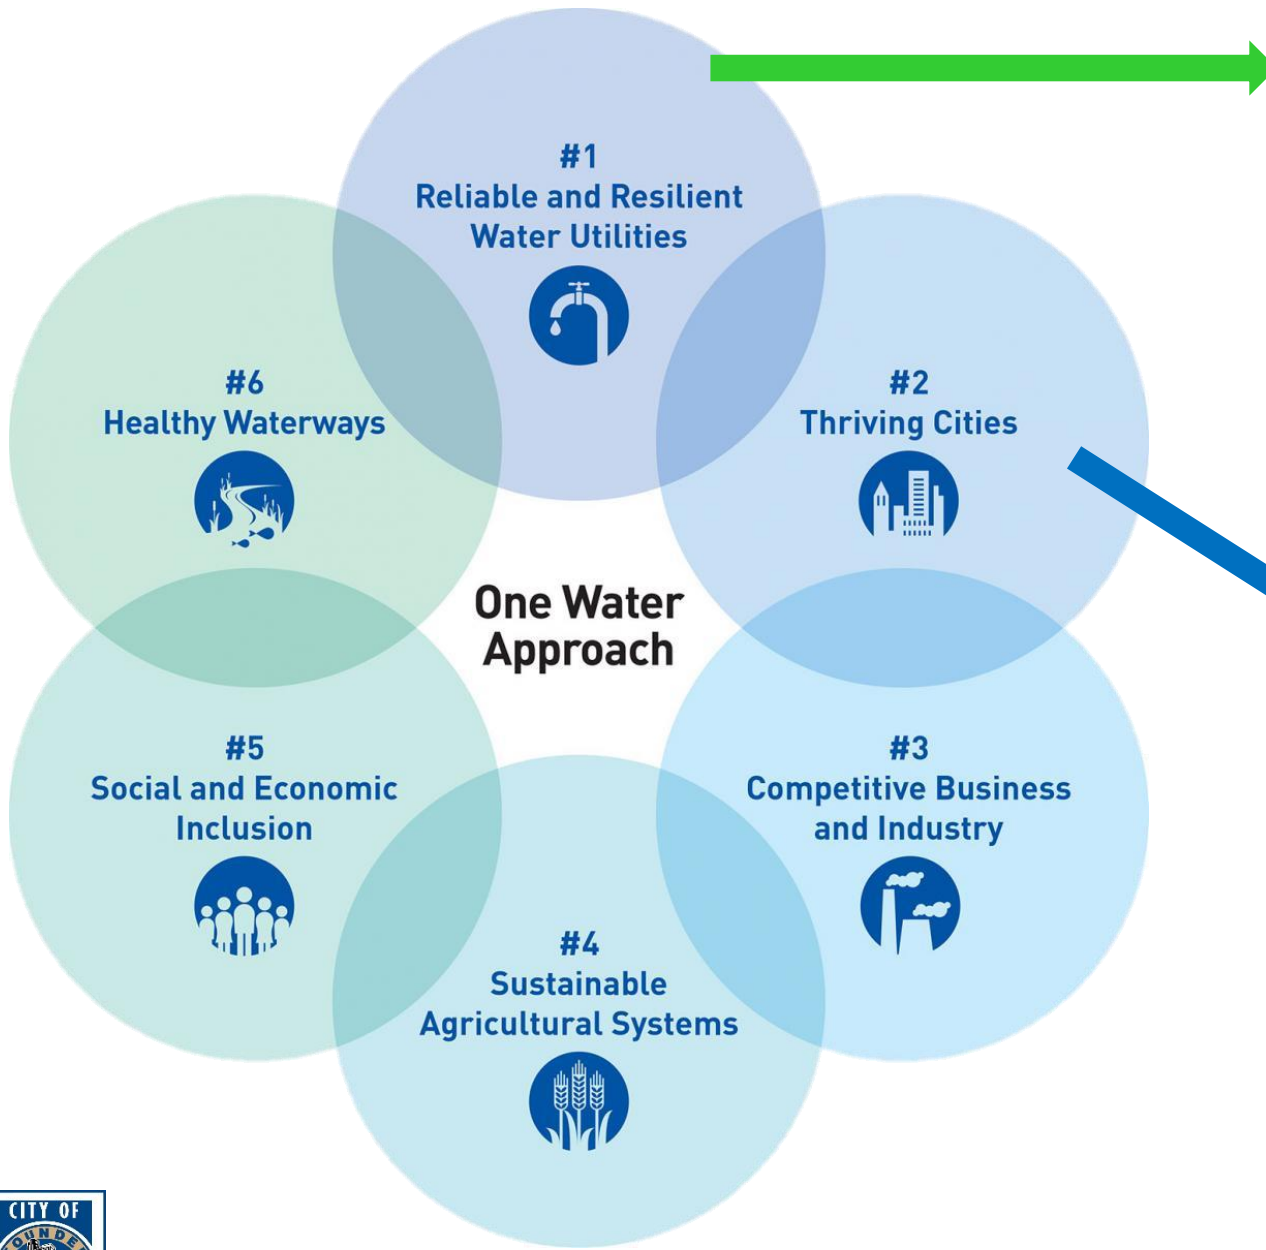 #1
Reliable and Resilient
Water Utilities
#2
Thriving Cities
#6
Healthy Waterways
One Water
Approach
#3
Competitive Business
and Industry
#5
Social and Economic
Inclusion
#4
Sustainable
Agricultural Systems
CITY OF